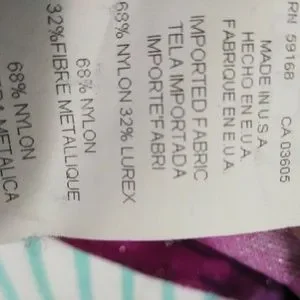 RN 59168 CA 03605
MADE IN U.S.A.
HECHO EN E.U.A.
FABRIQUE EN E.U.A.
IMPORTED FABRIC
TELA IMPORTADA
IMPORTE'FABRI
68% NYLON 32% LUREX
68% NYLON
32%FIBRE METALLIQUE
68% NYLON
METALICA